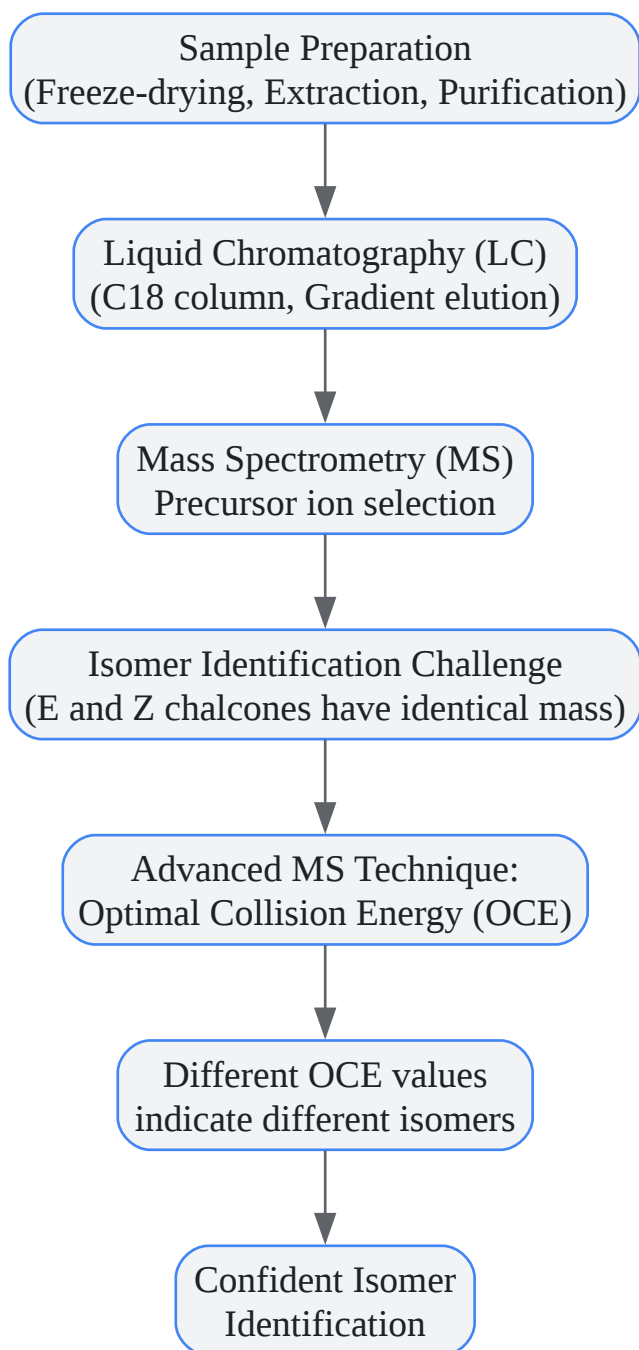 Sample Preparation
(Freeze-drying, Extraction, Purification)
Liquid Chromatography (LC)
(C18 column, Gradient elution)
Mass Spectrometry (MS)
Precursor ion selection
Isomer Identification Challenge
(E and Z chalcones have identical mass)
Advanced MS Technique:
Optimal Collision Energy (OCE)
Different OCE values
indicate different isomers
Confident Isomer
Identification